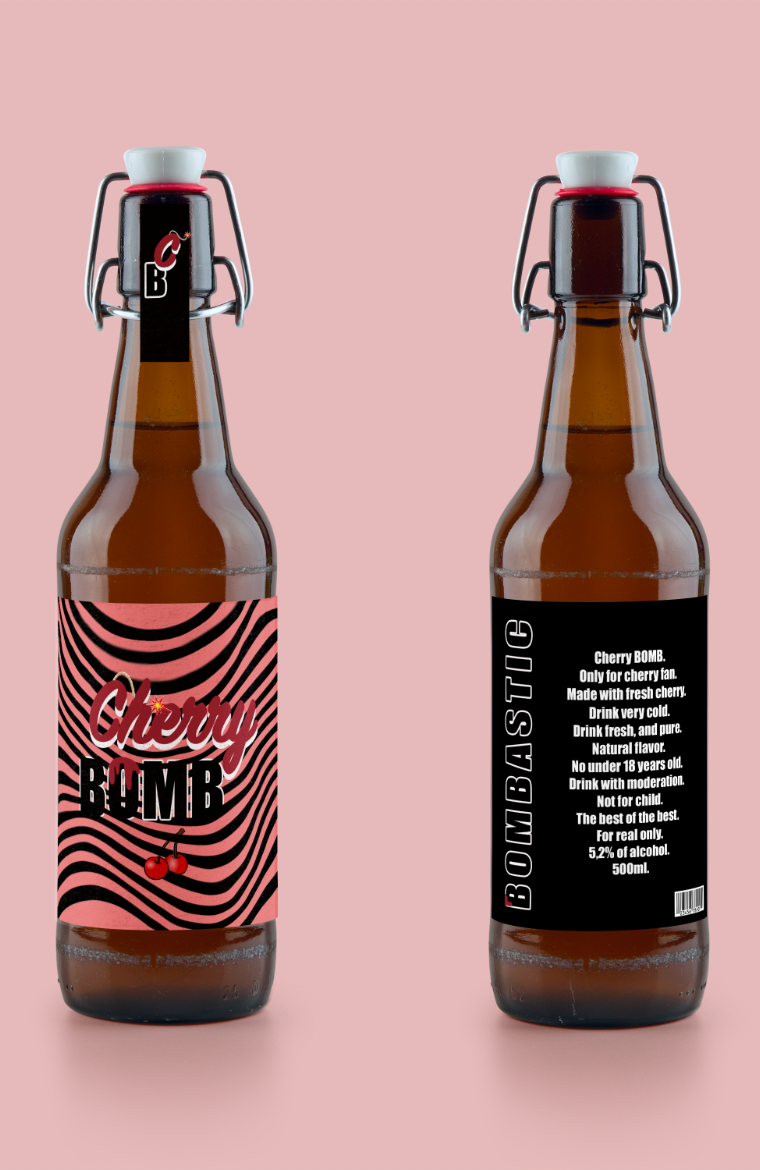 C
B
Cherry
BOMB
BOMBASTIC
Cherry BOMB.
Only for cherry fan.
Made with fresh cherry.
Drink very cold.
Drink fresh, and pure.
Natural flavor.
No under 18 years old.
Drink with moderation.
Not for child.
The best of the best.
For real only.
5,2% of alcohol.
500ml.